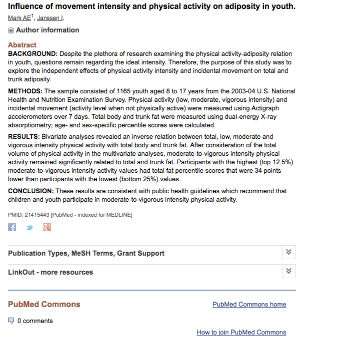 Influence of movement intensity and physical activity on adiposity in youth.
Mark AE1, Janssen I.
Author information
Abstract
BACKGROUND: Despite the plethora of research examining the physical activity-adiposity relation
in youth, questions remain regarding the ideal intensity. Therefore, the purpose of this study was to
explore the independent effects of physical activity intensity and incidental movement on total and
trunk adiposity.
METHODS: The sample consisted of 1165 youth aged 8 to 17 years from the 2003-04 U.S. National
Health and Nutrition Examination Survey. Physical activity (low, moderate, vigorous intensity) and
incidental movement (activity level when not physically active) were measured using Actigraph
accelerometers over 7 days. Total body and trunk fat were measured using dual-energy X-ray
absorptiometry; age- and sex-specific percentile scores were calculated.
RESULTS: Bivariate analyses revealed an inverse relation between total, low, moderate and
vigorous intensity physical activity with total body and trunk fat. After consideration of the total
volume of physical activity in the multivariate analyses, moderate-to-vigorous intensity physical
activity remained significantly related to total and trunk fat. Participants with the highest (top 12.5%)
moderate-to-vigorous intensity activity values had total fat percentile scores that were 34 points
lower than participants with the lowest (bottom 25%) values.
CONCLUSION: These results are consistent with public health guidelines which recommend that
children and youth participate in moderate-to-vigorous intensity physical activity.
PMID: 21415443 [PubMed - indexed for MEDLINE]
Publication Types, MeSH Terms, Grant Support
LinkOut - more resources
PubMed Commons
PubMed Commons home
0 comments
How to join PubMed Commons